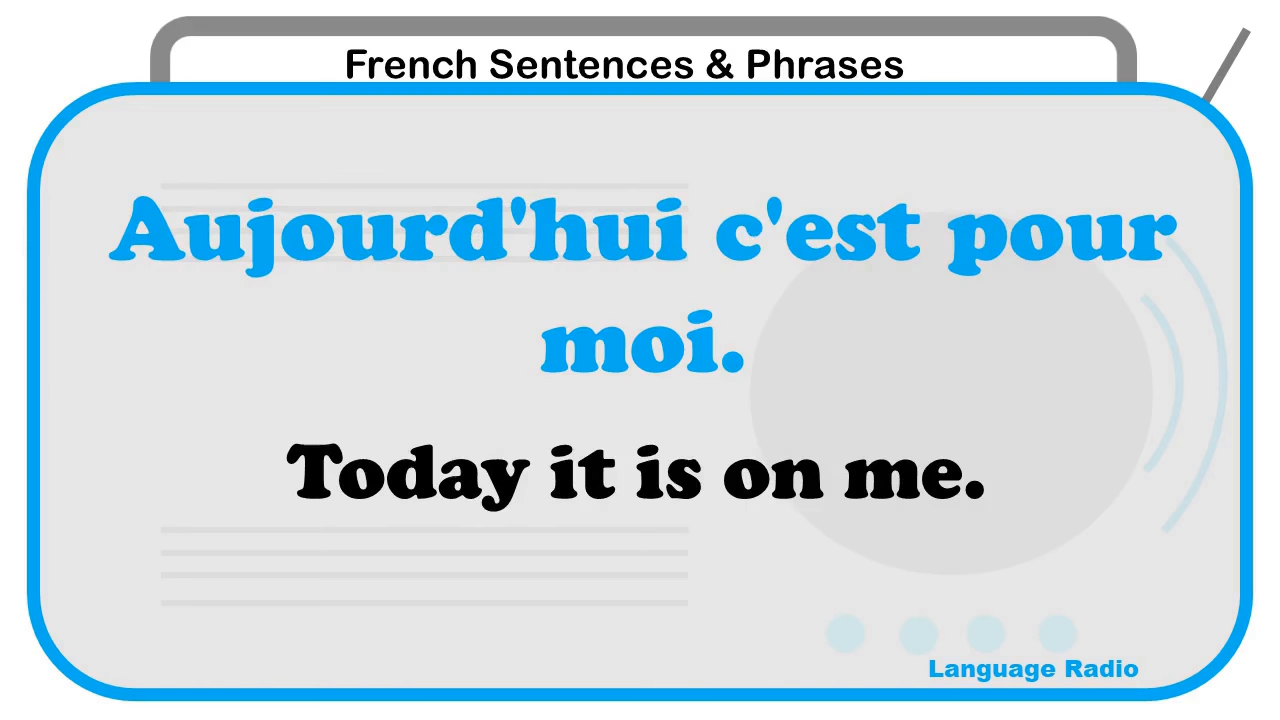 French Sentences & Phrases
Aujourd'hui c'est pour
moi.
Today it is on me.
Language Radio